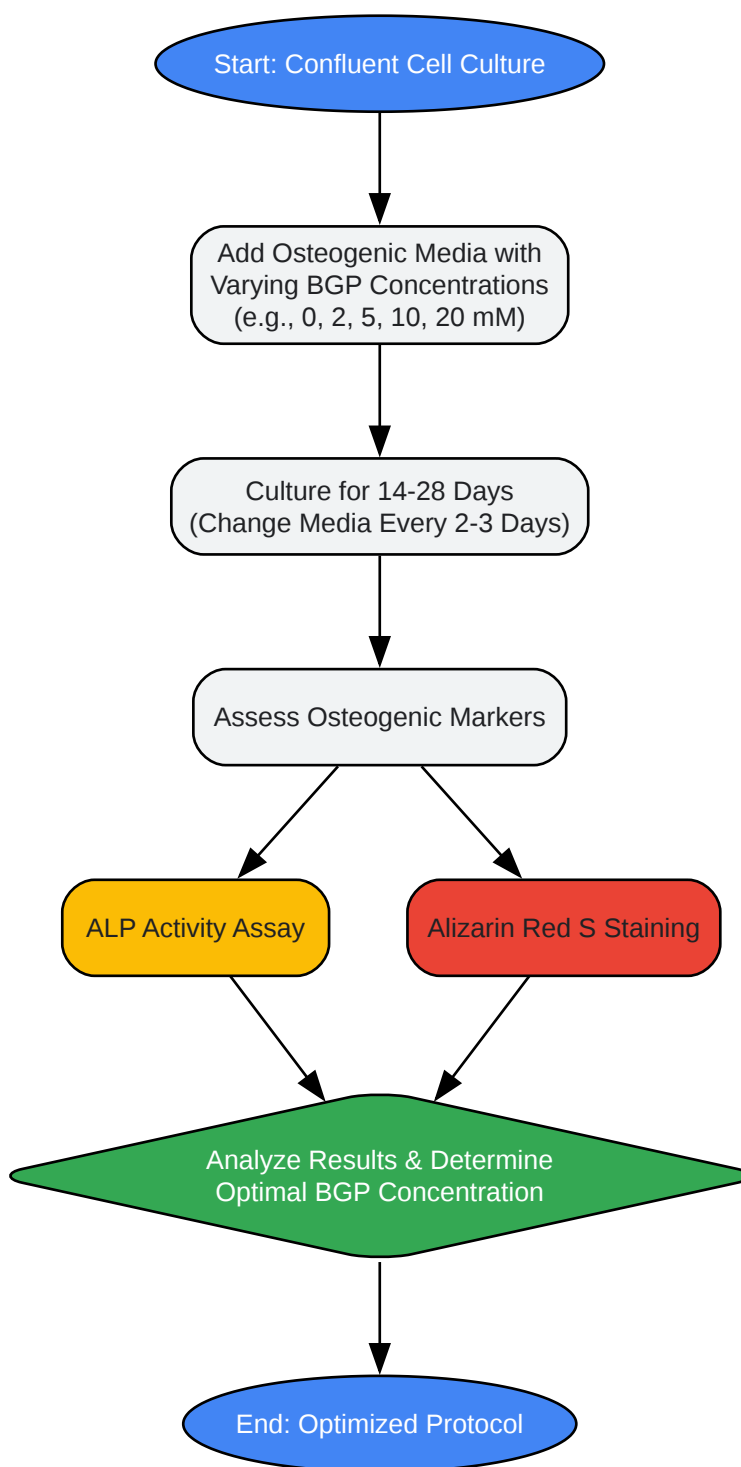 Start: Confluent Cell Culture
Add Osteogenic Media with
Varying BGP Concentrations
(e.g., 0, 2, 5, 10, 20 mM)
Culture for 14-28 Days
(Change Media Every 2-3 Days)
Assess Osteogenic Markers
ALP Activity Assay
Alizarin Red S Staining
Analyze Results & Determine
Optimal BGP Concentration
End: Optimized Protocol